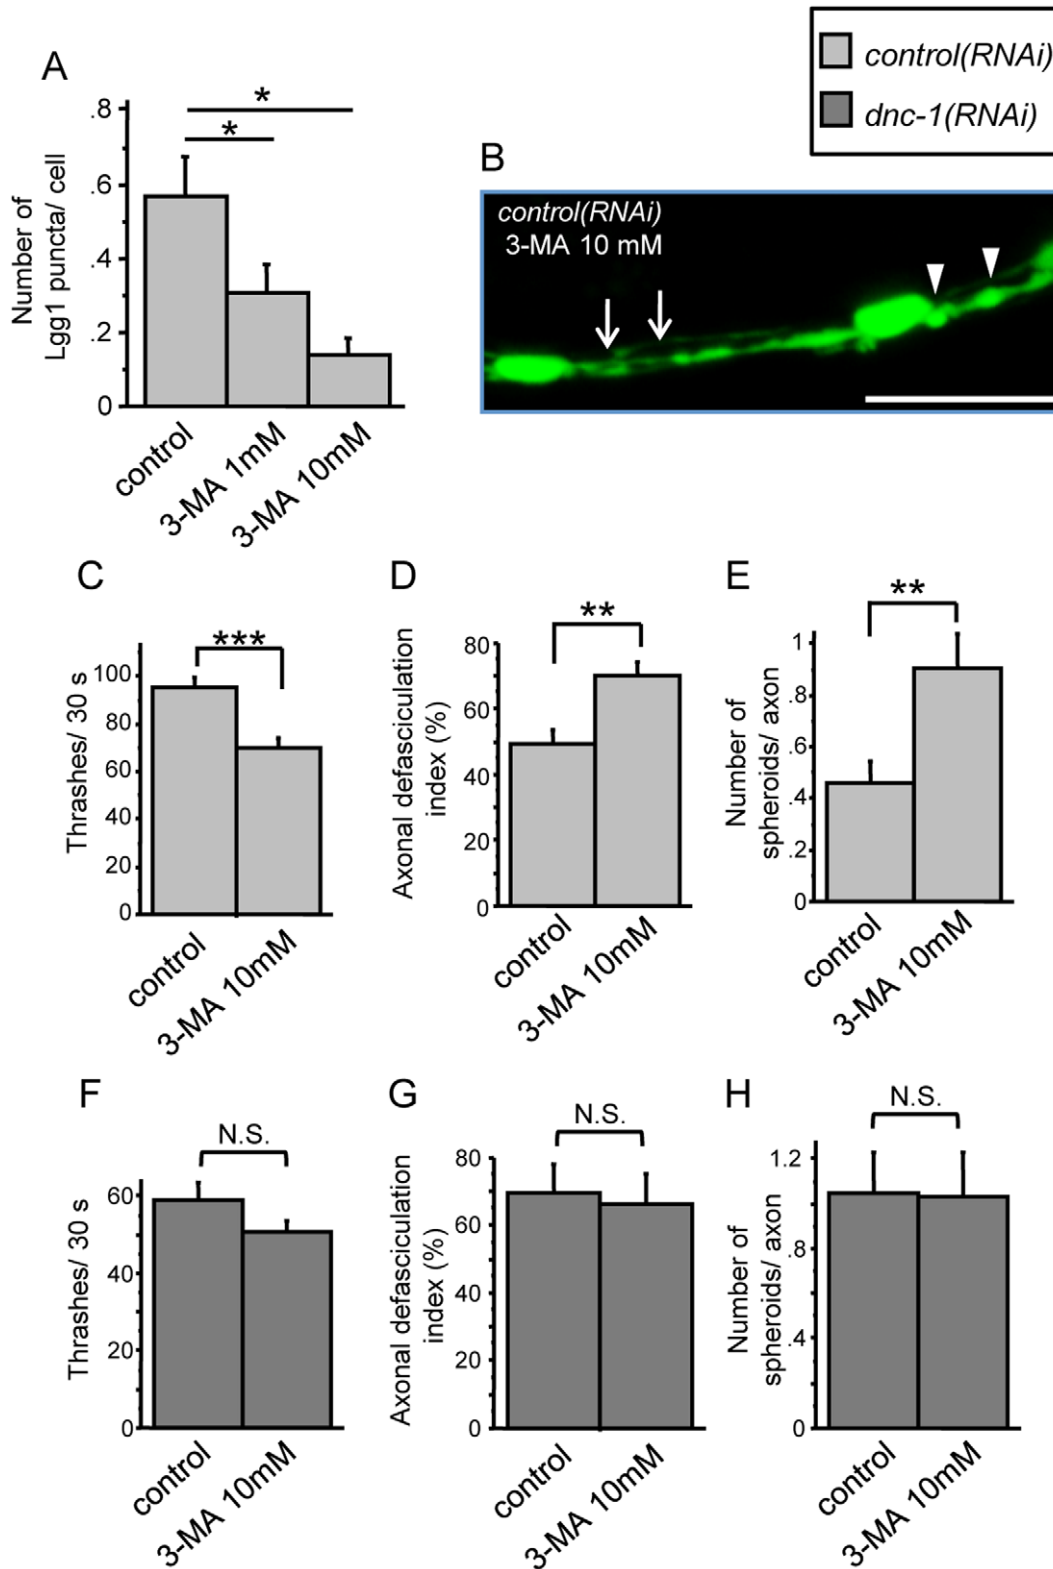 control(RNAi)
dnc-1(RNAi)
A
Number of
Lgg1 puncta/ cell
.8
.6
.4
.2
0
*
*
control
3-MA 1mM
3-MA 10mM
B
control(RNAi)
3-MA 10 mM
C
Thrashes/ 30 s
100
80
60
40
20
0
***
control
3-MA 10mM
D
Axonal defasciculation
index (%)
80
60
40
20
0
**
control
3-MA 10mM
E
Number of
spheroids/ axon
1
.8
.6
.4
.2
0
**
control
3-MA 10mM
F
Thrashes/ 30 s
60
40
20
0
N.S.
control
3-MA 10mM
G
Axonal defasciculation
index (%)
80
60
40
20
0
N.S.
control
3-MA 10mM
H
Number of
spheroids/ axon
1.2
.8
.4
0
N.S.
control
3-MA 10mM